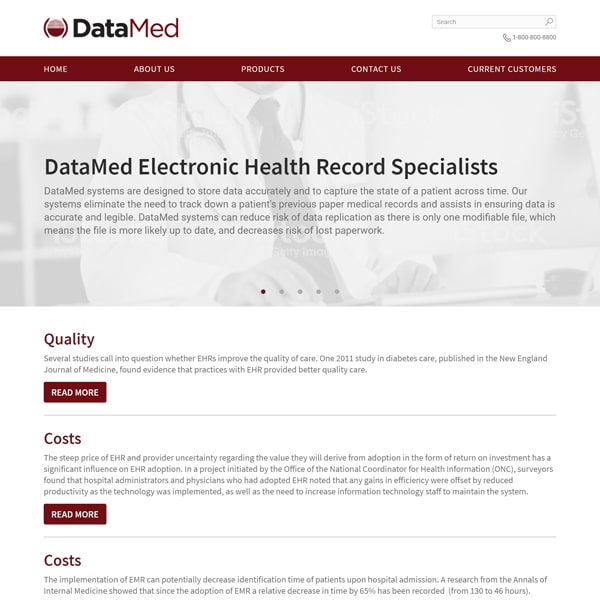 DataMed
Search
1-800-800-8800
HOME ABOUT US PRODUCTS CONTACT US CURRENT CUSTOMERS
DataMed Electronic Health Record Specialists
DataMed systems are designed to store data accurately and to capture the state of a patient across time. Our
systems eliminate the need to track down a patient's previous paper medical records and assists in ensuring data is
accurate and legible. DataMed systems can reduce risk of data replication as there is only one modifiable file, which
means the file is more likely up to date, and decreases risk of lost paperwork.
Quality
Several studies call into question whether EHRs improve the quality of care. One 2011 study in diabetes care, published in the New England
Journal of Medicine, found evidence that practices with EHR provided better quality care.
READ MORE
Costs
The steep price of EHR and provider uncertainty regarding the value they will derive from adoption in the form of return on investment has a
significant influence on EHR adoption. In a project initiated by the Office of the National Coordinator for Health Information (ONC), surveyors
found that hospital administrators and physicians who had adopted EHR noted that any gains in efficiency were offset by reduced
productivity as the technology was implemented, as well as the need to increase information technology staff to maintain the system.
READ MORE
Costs
The implementation of EMR can potentially decrease identification time of patients upon hospital admission. A research from the Annals of
Internal Medicine showed that since the adoption of EMR a relative decrease in time by 65% has been recorded (from 130 to 46 hours).